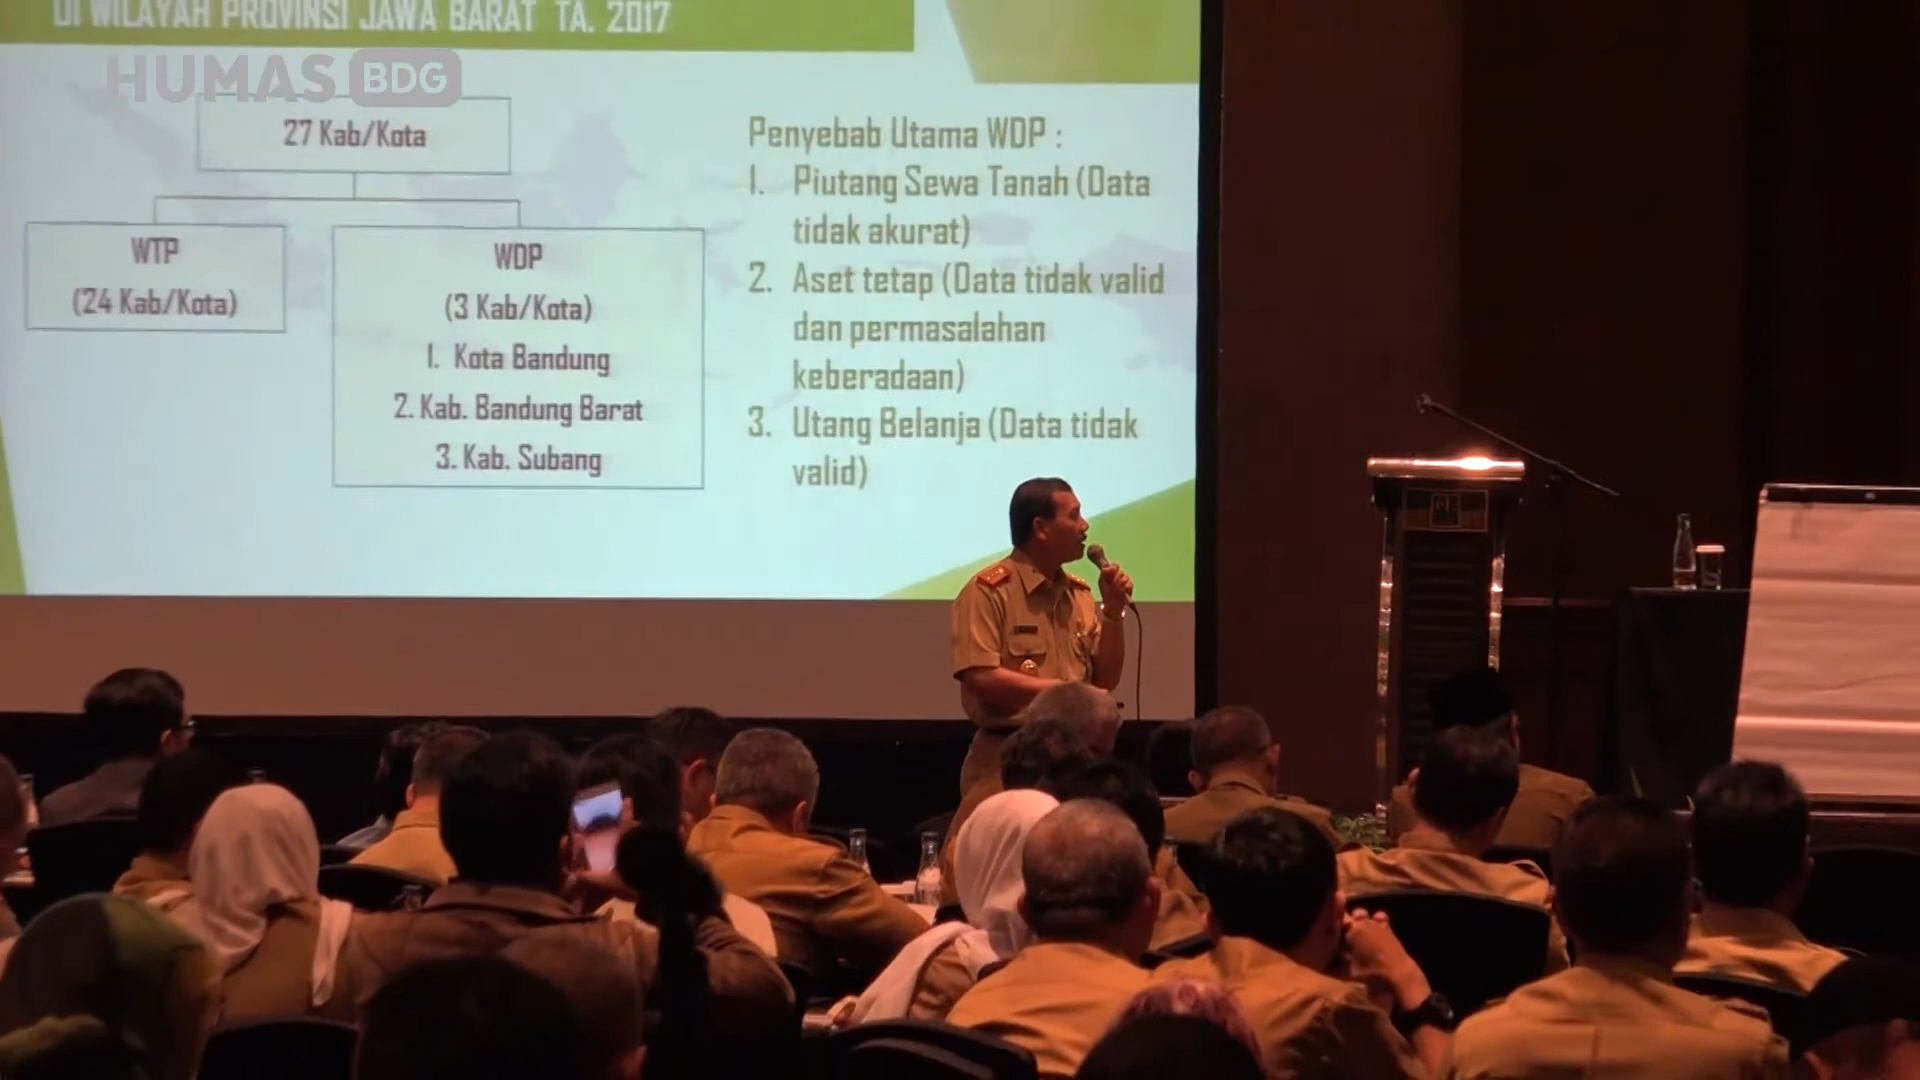 DI WILAYAH PROVINSI JAWA BARAT TA. 2017
HUMAS BDG
27 Kab/Kota
WTP
(24 Kab/Kota)
WDP
(3 Kab/Kota)
1. Kota Bandung
2. Kab. Bandung Barat
3. Kab. Subang
Penyebab Utama WDP :
1. Piutang Sewa Tanah (Data
tidak akurat)
2. Aset tetap (Data tidak valid
dan permasalahan
keberadaan)
3. Utang Belanja (Data tidak
valid)